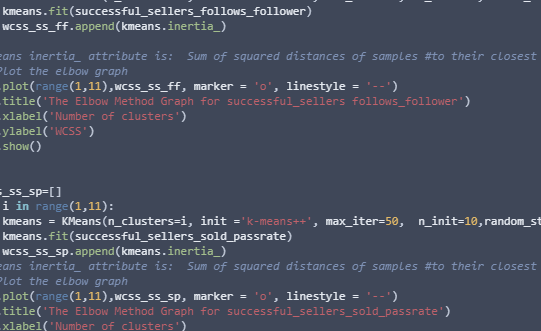 kmeans.fit(successful_sellers_follows_follower)
wcss_ss_ff.append(kmeans.inertia_)
eans inertia_ attribute is:  Sum of squared distances of samples #to their closest
Plot the elbow graph
.plot(range(1,11),wcss_ss_ff, marker = 'o', linestyle = '--')
.title('The Elbow Method Graph for successful_sellers follows_follower')
.xlabel('Number of clusters')
.ylabel('WCSS')
.show()
s_ss_sp=[]
i in range(1,11):
kmeans = KMeans(n_clusters=i, init ='k-means++', max_iter=50,  n_init=10,random_st
kmeans.fit(successful_sellers_sold_passrate)
wcss_ss_sp.append(kmeans.inertia_)
eans inertia_ attribute is:  Sum of squared distances of samples #to their closest
Plot the elbow graph
.plot(range(1,11),wcss_ss_sp, marker = 'o', linestyle = '--')
.title('The Elbow Method Graph for successful_sellers_sold_passrate')
.xlabel('Number of clusters')